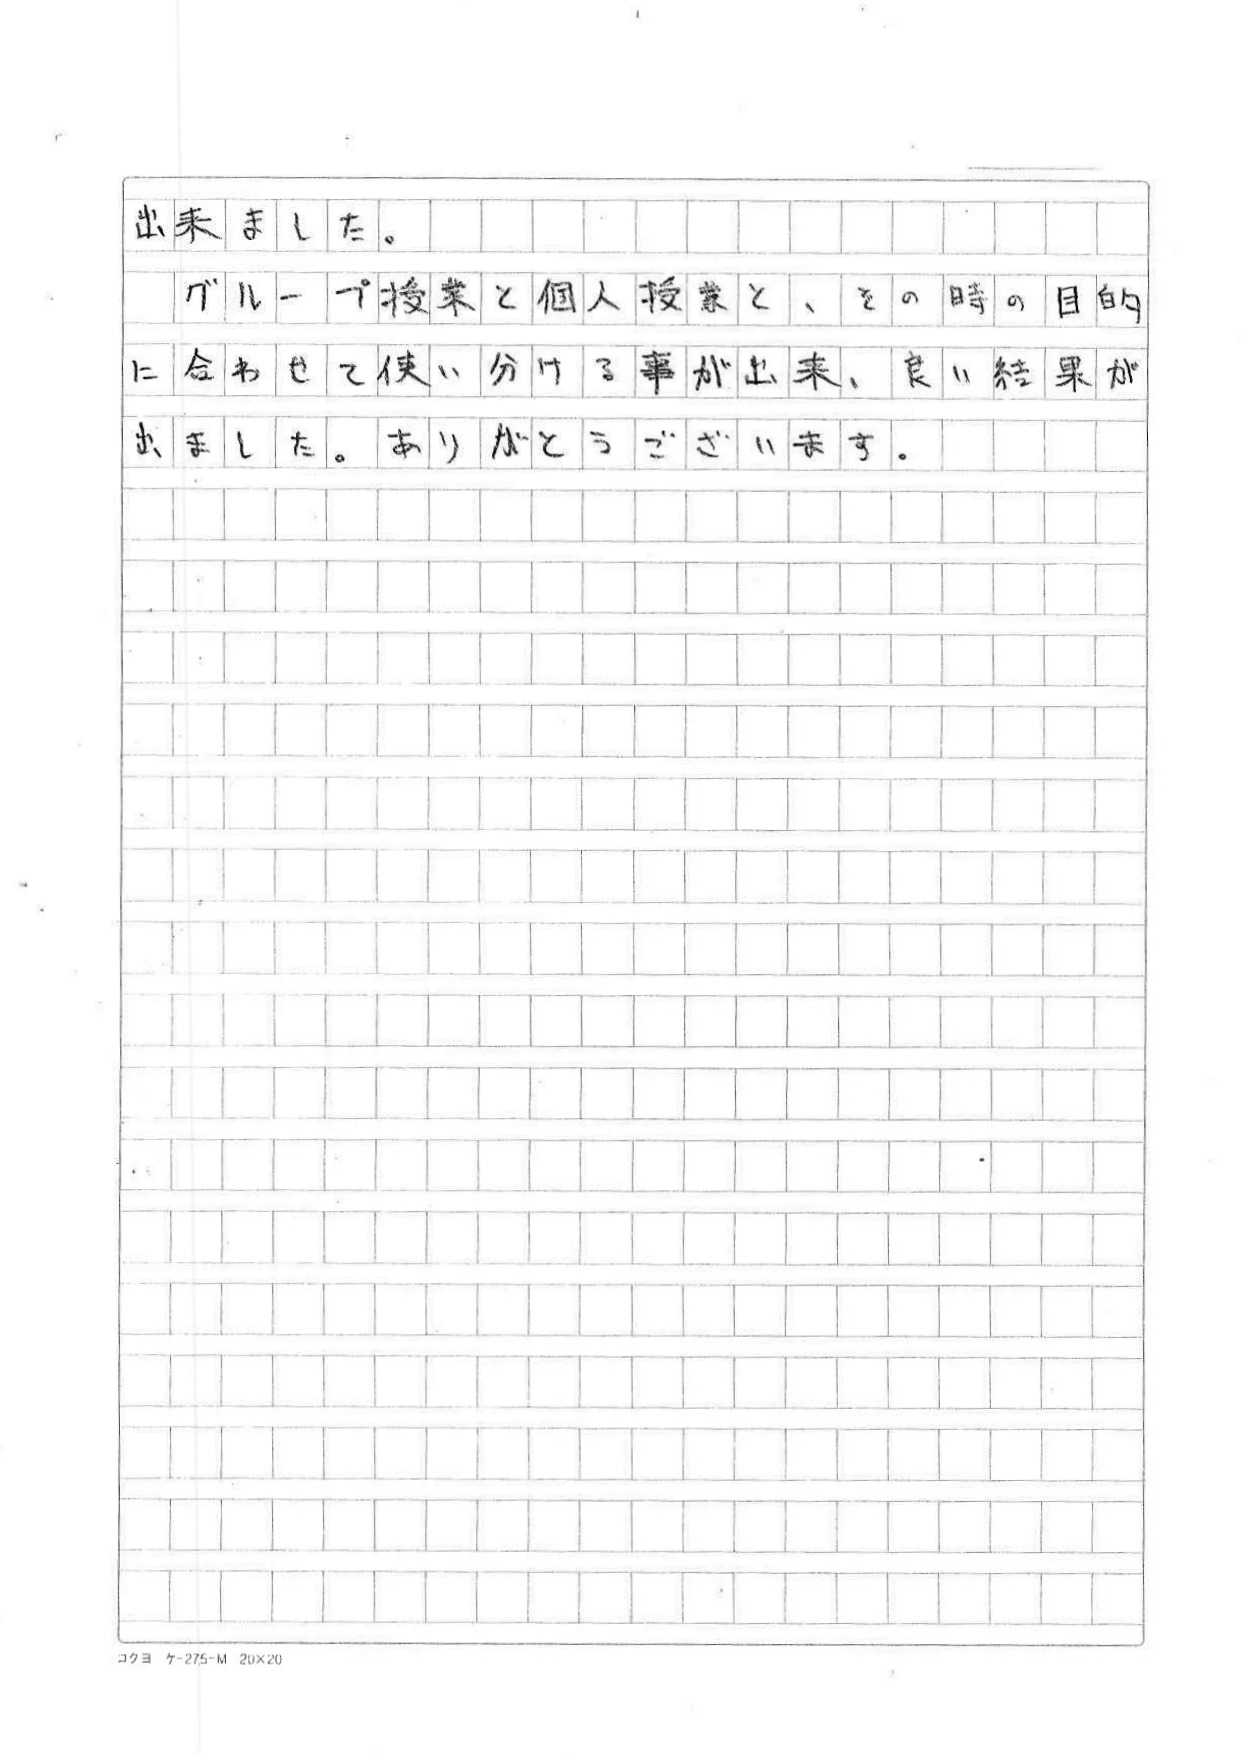 出来ました。
グループ授業と個人授業と、その時の目的
に合わせて使い分ける事が出来、良い結果が
出ました。ありがとうございます。
コクヨ ケ-275-M 20×20